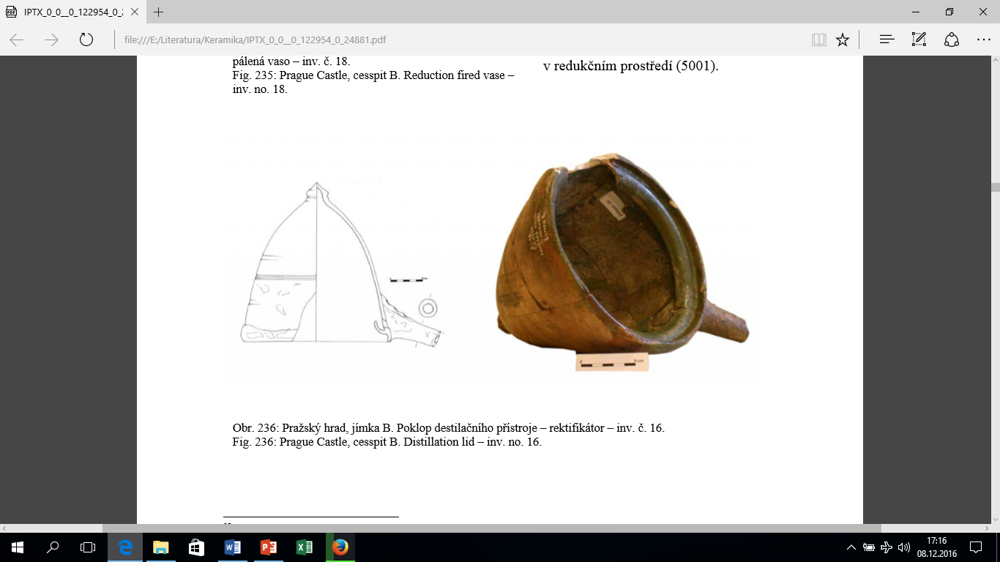 IPTX_0_0__0_122954_0_2
file:///E:/Literatura/Keramika/IPTX_0_0__0_122954_0_24881.pdf
pálená vaso – inv. č. 18.
Fig. 235: Prague Castle, cesspit B. Reduction fired vase –
inv. no. 18.
v redukčním prostředí (5001).
Obr. 236: Pražský hrad, jímka B. Poklop destilačního přístroje – rektifikátor – inv. č. 16.
Fig. 236: Prague Castle, cesspit B. Distillation lid – inv. no. 16.
17:16
08.12.2016